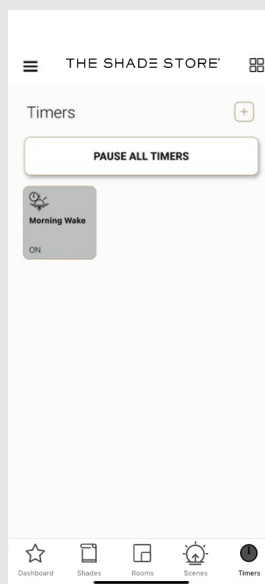 THE SHADE STORE®
Timers
+
PAUSE ALL TIMERS
Morning Wake
ON
Dashboard Shades Rooms Scenes Timers